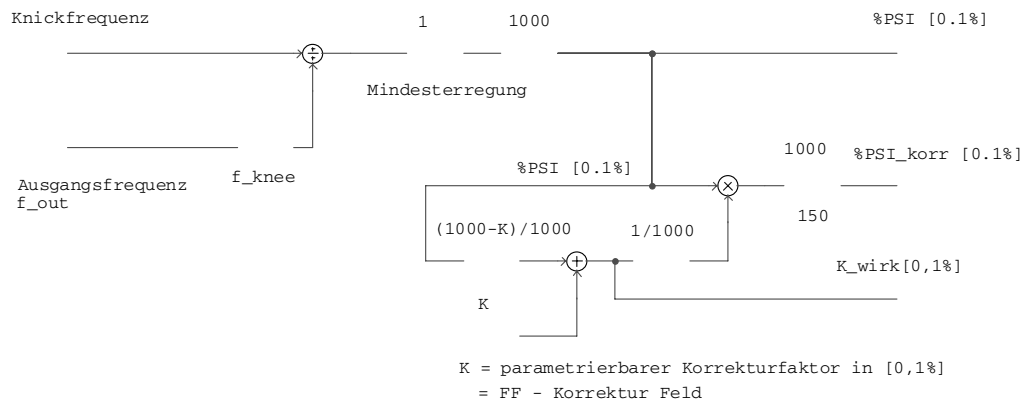 Knickfrequenz
1
1000
%PSI [0.1%]
Mindesterregung
1000
%PSI_korr [0.1%]
%PSI [0.1%]
f_knee
Ausgangsfrequenz
f_out
150
(1000-K)/1000
1/1000
K_wirk[0,1%]
K
K = parametrierbarer Korrekturfaktor in [0,1%]
= FF - Korrektur Feld